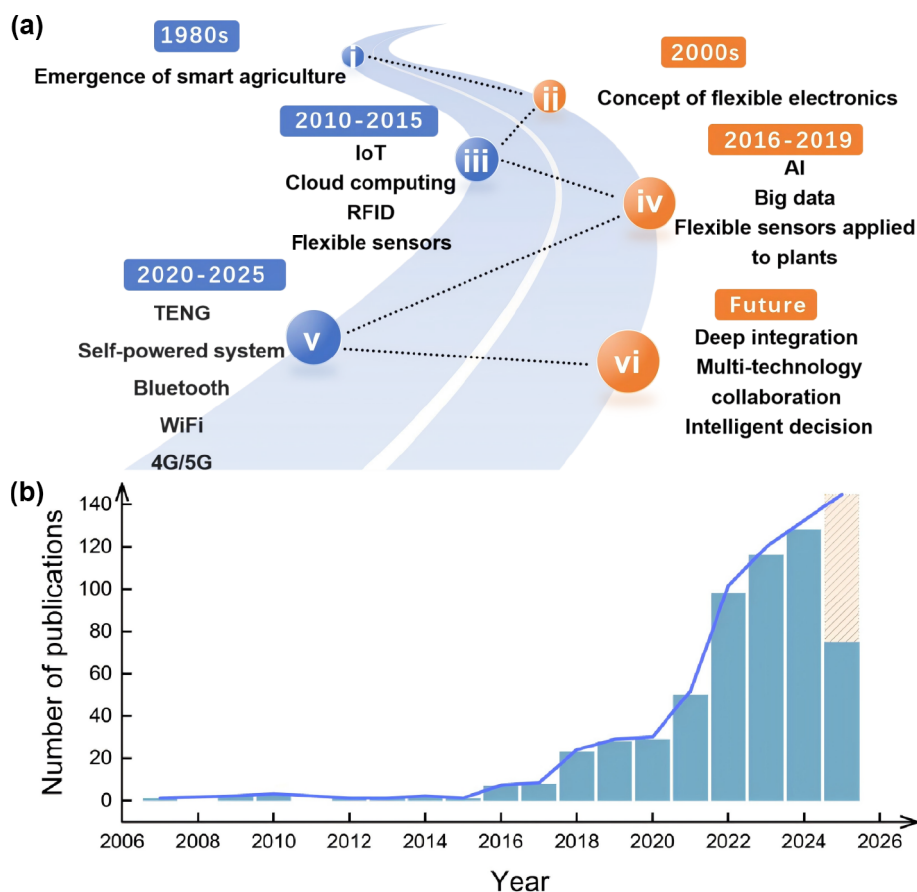 (a)
1980s
i
Emergence of smart agriculture
2000s
ii
Concept of flexible electronics
2010-2015
iii
IoT
Cloud computing
RFID
Flexible sensors
2016-2019
iv
AI
Big data
Flexible sensors applied
to plants
2020-2025
v
TENG
Self-powered system
Bluetooth
WiFi
4G/5G
Future
vi
Deep integration
Multi-technology
collaboration
Intelligent decision
(b)
Number of publications
140
120
100
80
60
40
20
0
2006 2008 2010 2012 2014 2016 2018 2020 2022 2024 2026
Year